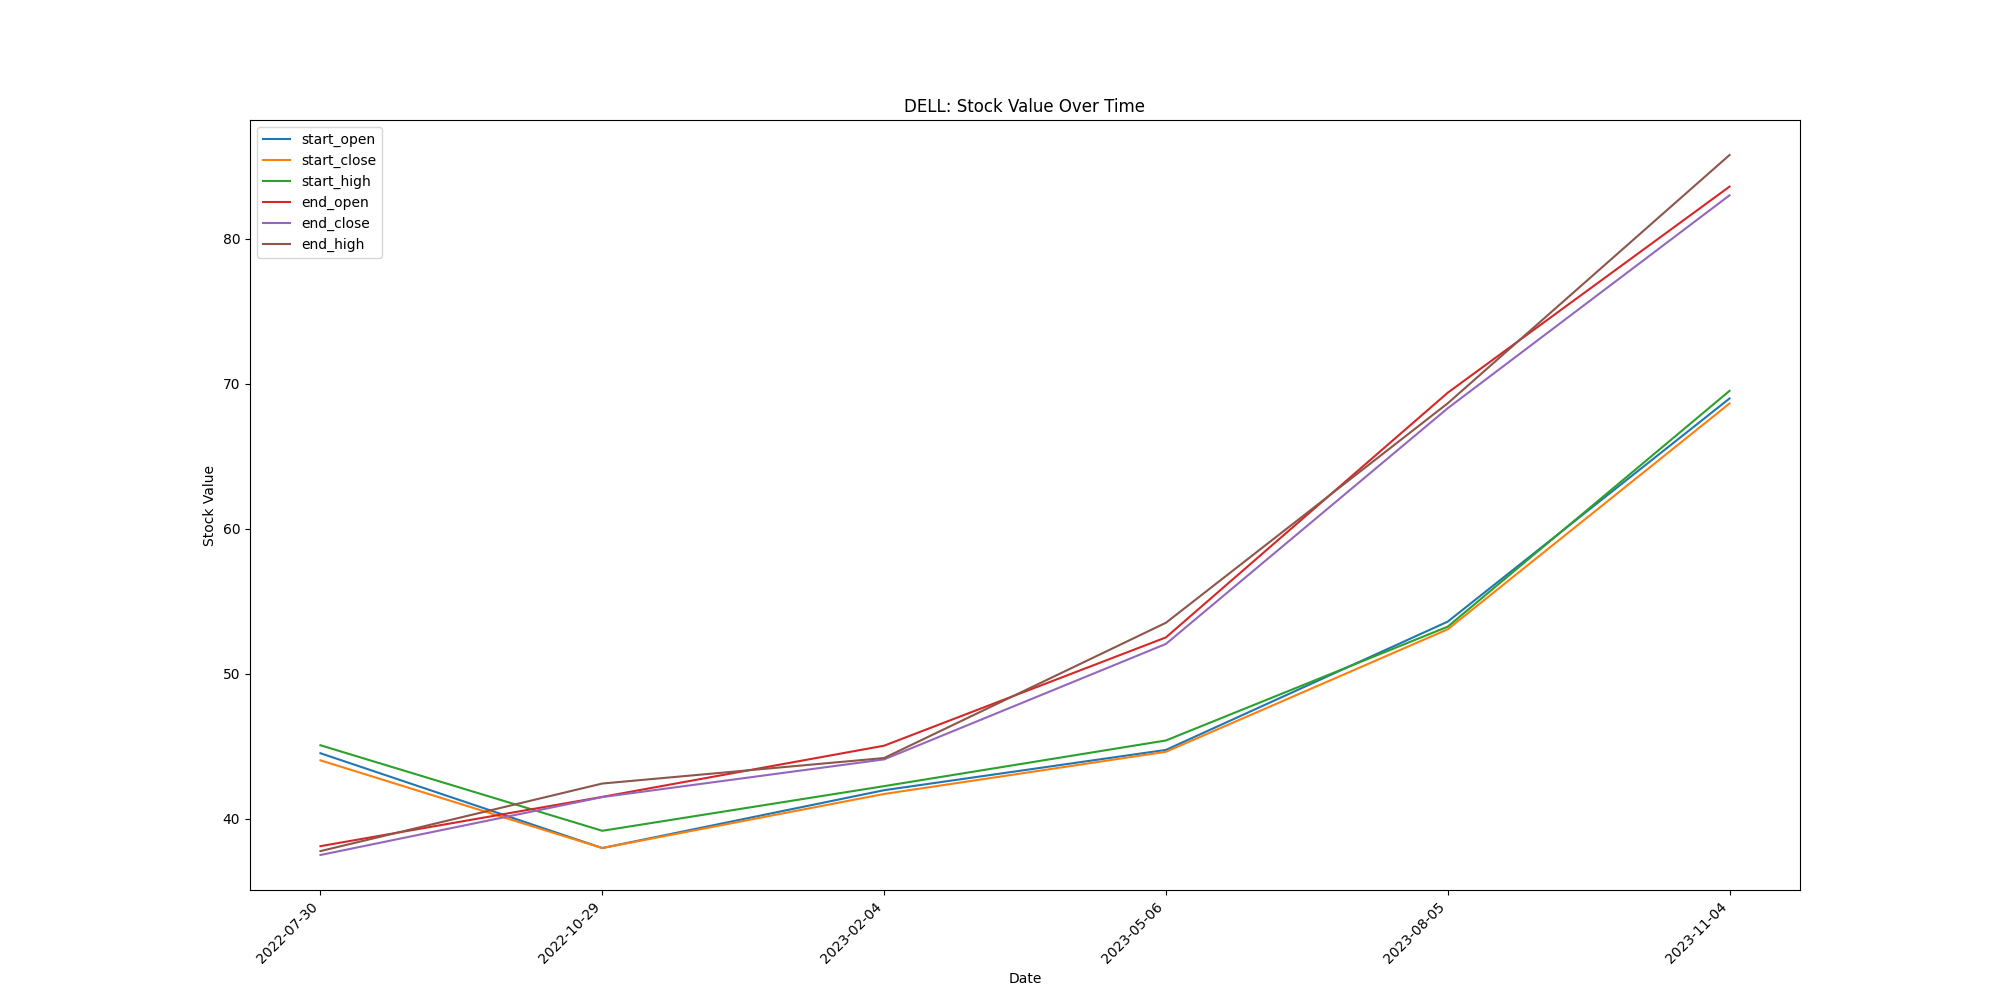 DELL: Stock Value Over Time
start_open
start_close
start_high
end_open
end_close
end_high
80
70
60
50
40
Stock Value
2022-07-30
2022-10-29
2023-02-04
2023-05-06
2023-08-05
2023-11-04
Date